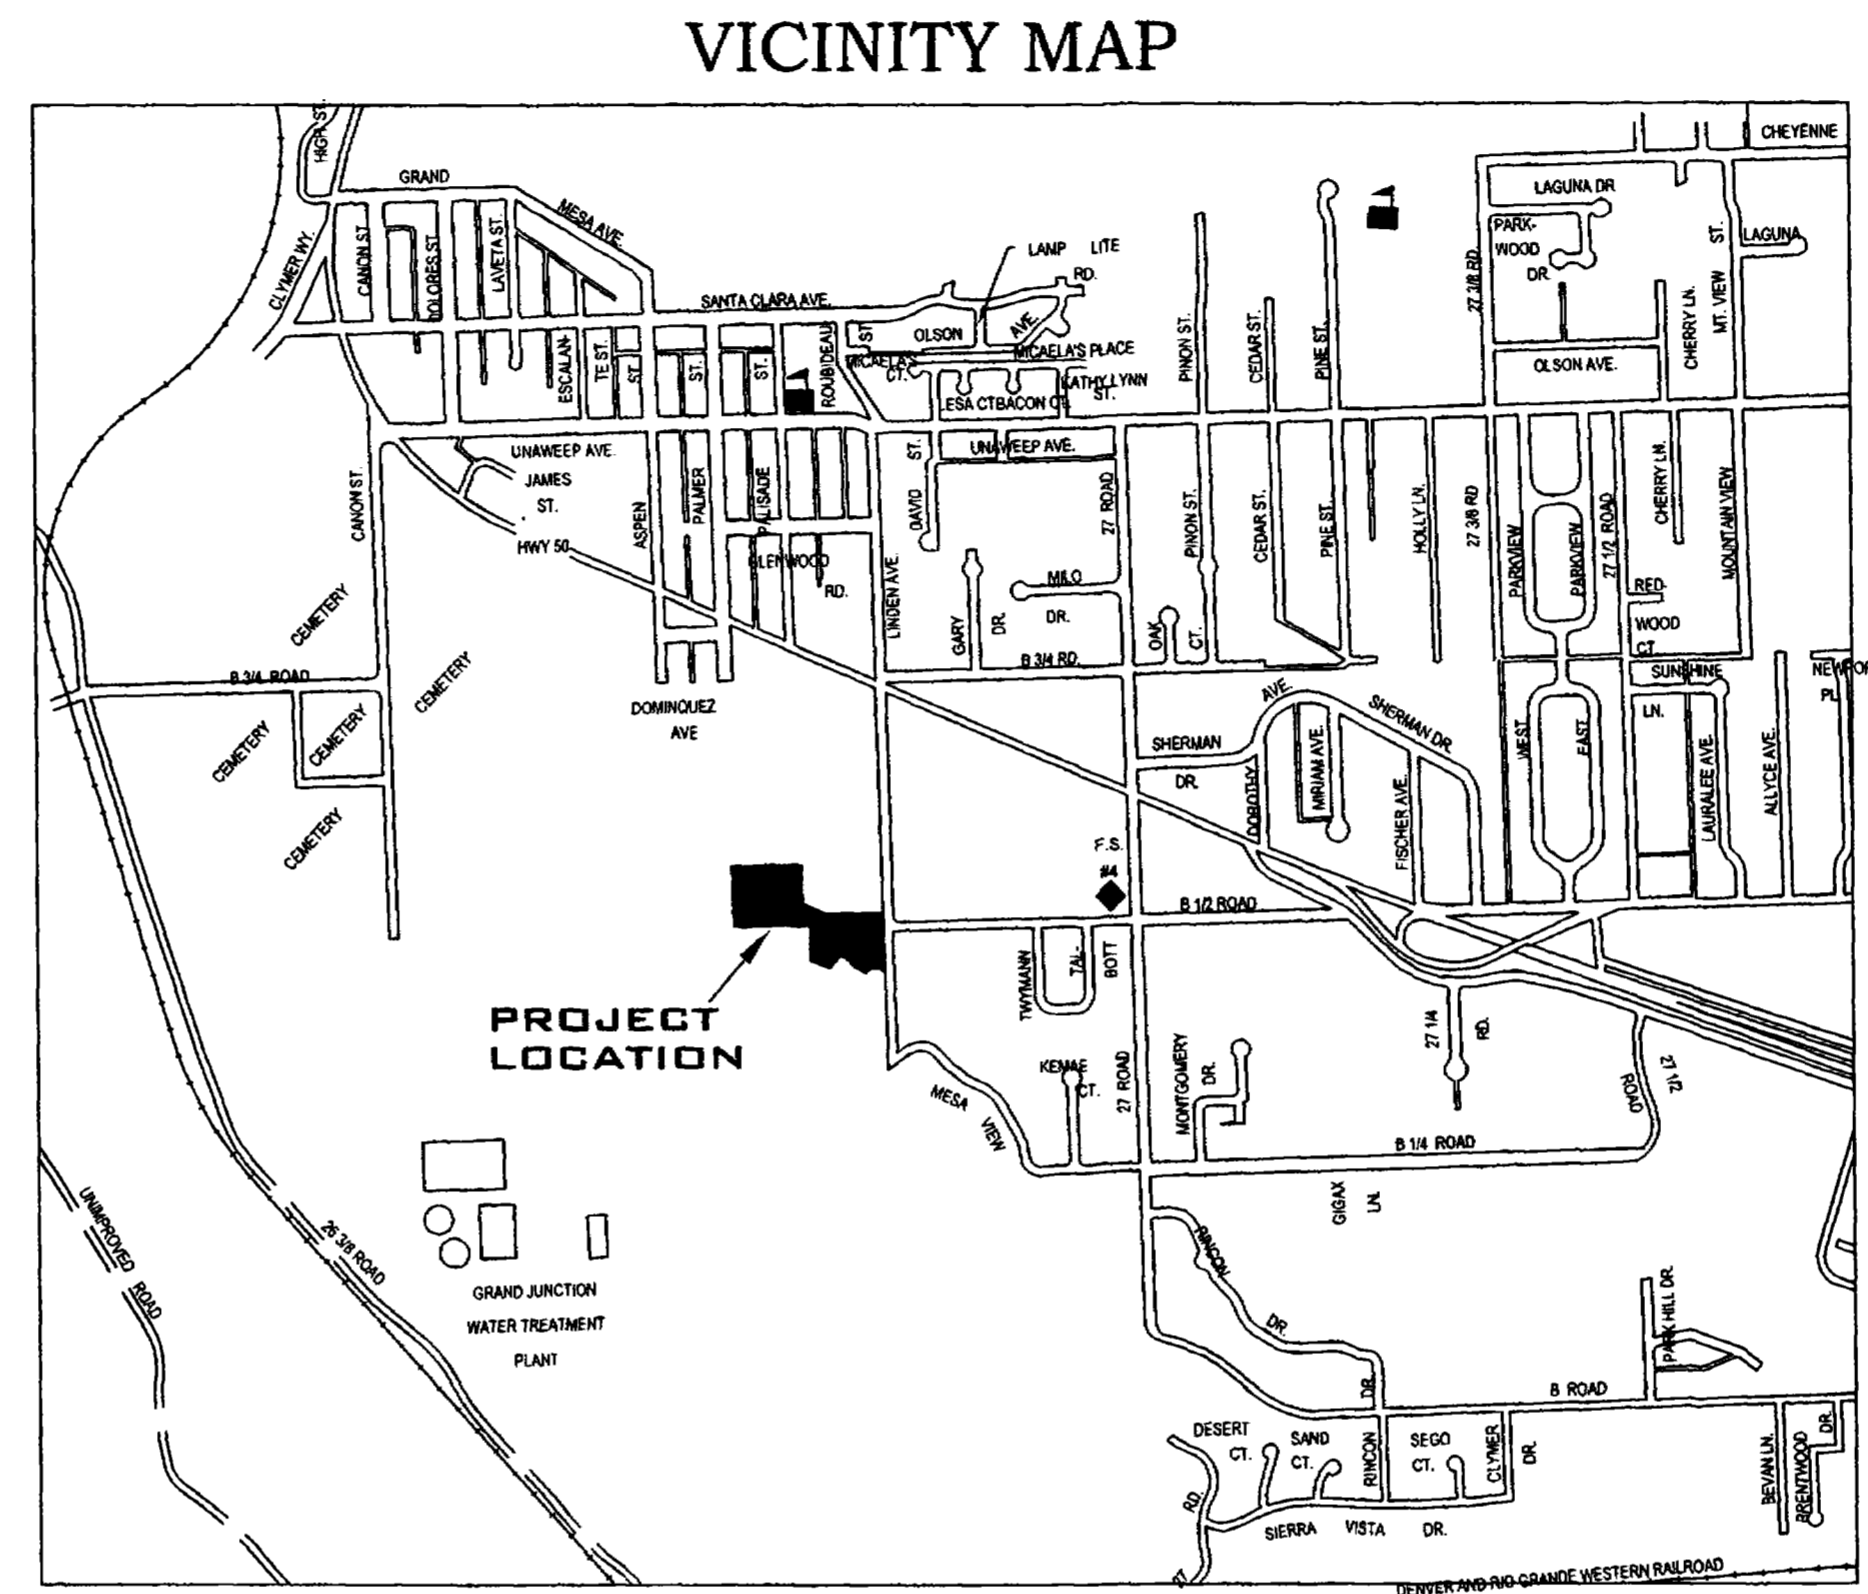 VICINITY MAP
HIGH ST.
CHEYENNE
GRAND
MESA AVE.
LAGUNA DR
CLYMER WY.
CANON ST.
DOLORES ST.
LAVETA ST.
LAMP LITE
RD.
PARK-
WOOD
DR.
ST.
LAGUNA
27 3/8 RD.
MT. VIEW
CHERRY LN.
SANTA CLARA AVE.
OLSON
AVE.
ST
ROUBIDEAU
MICAELA'S
CT.
MICAELA'S PLACE
KATHY LYNN
ST.
ESA CT
BACON CT.
PINON ST.
CEDAR ST.
PINE ST.
OLSON AVE.
ESCALAN-
TE ST.
ST.
ST.
ST.
UNAWEEP AVE.
JAMES
ST.
HWY 50
CANON ST.
ASPEN
PALMER
PALISADE
GLENWOOD
RD.
DAVID
ST.
UNAWEEP AVE.
27 ROAD
LINDEN AVE.
GARY
DR.
MILO
DR.
PINON ST.
CEDAR ST.
PINE ST.
HOLLY LN.
27 3/8 RD
PARKVIEW
PARKVIEW
27 1/2 ROAD
CHERRY LN.
MOUNTAIN VIEW
RED-
WOOD
CT.
OAK
CT.
B 3/4 RD.
SUNSHINE
LN.
PL
CEMETERY
CEMETERY
B 3/4 ROAD
CEMETERY
CEMETERY
CEMETERY
DOMINQUEZ
AVE
AVE.
SHERMAN DR.
SHERMAN
DR.
DOROTHY
MIRIAM AVE.
FISCHER AVE.
WEST
EAST
LAURALEE AVE.
ALLYCE AVE.
F.S.
#4
B 1/2 ROAD
TWYMANN
TAL-
BOTT
PROJECT
LOCATION
KEMAE
CT.
27 ROAD
MONTGOMERY
DR.
27 1/4
RD.
27 1/2
ROAD
MESA
VIEW
B 1/4 ROAD
GIGAX
LN.
RINCON
DR.
UNIMPROVED ROAD
26 3/8 ROAD
GRAND JUNCTION
WATER TREATMENT
PLANT
PARK HILL DR.
DR.
B ROAD
DESERT
CT.
SAND
CT.
RINCON
SEGO
CT.
CLYMER
DR.
BEVAN LN.
BRENTWOOD
DR.
RD.
27
SIERRA VISTA DR.
DENVER AND RIO GRANDE WESTERN RAILROAD